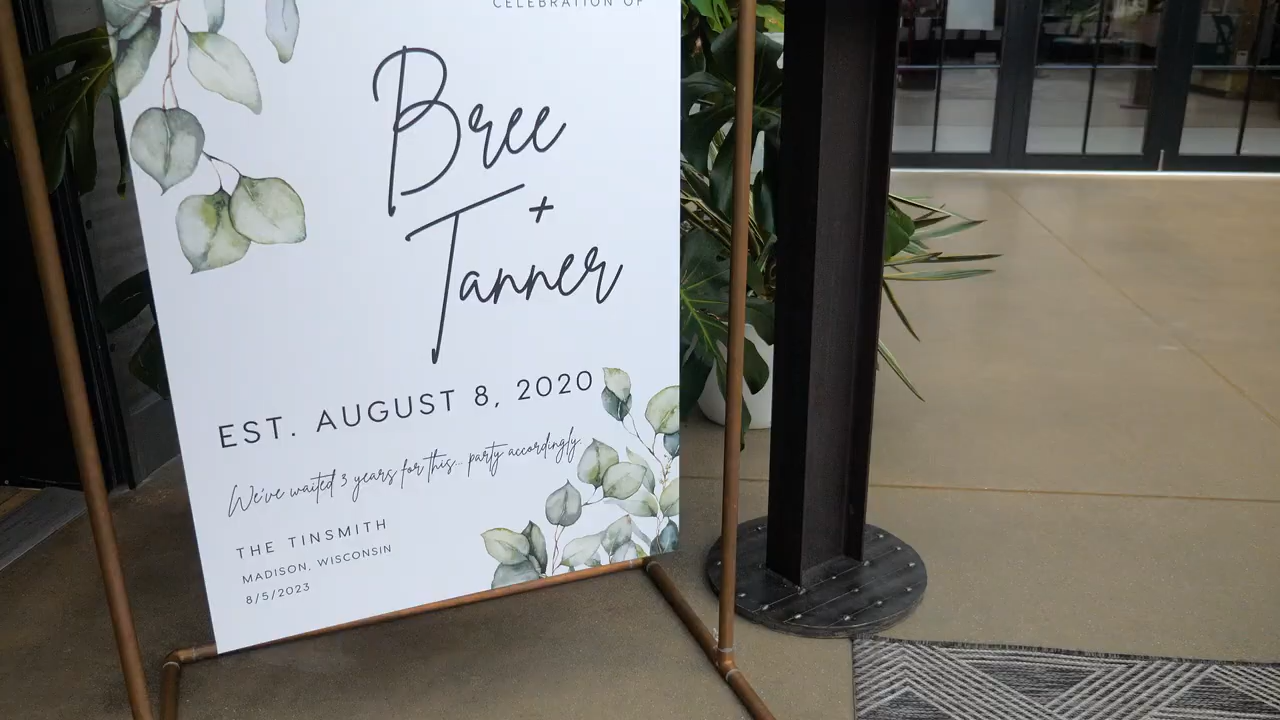 CELEBRATION OF
Bree
+
Tanner
EST. AUGUST 8, 2020
We've waited 3 years for this... party accordingly.
THE TINSMITH
MADISON, WISCONSIN
8/5/2023